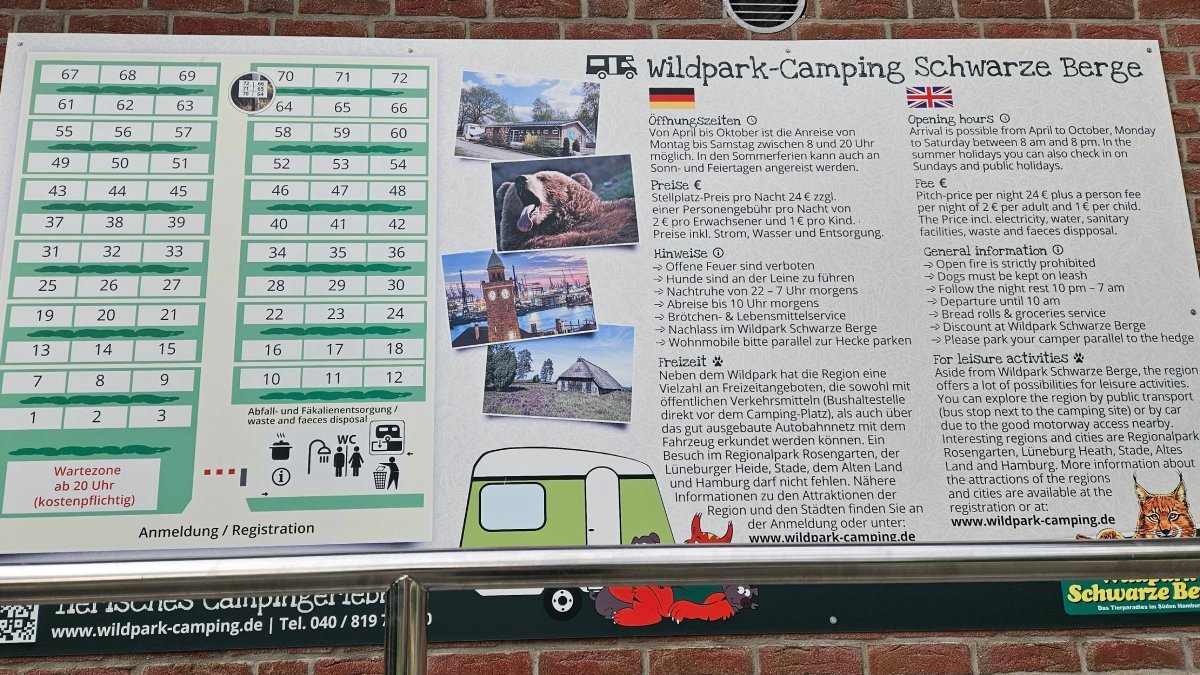 67 68 69
61 62 63
55 56 57
49 50 51
43 44 45
37 38 39
31 32 33
25 26 27
19 20 21
13 14 15
7 8 9
1 2 3
Wartezone
ab 20 Uhr
(kostenpflichtig)
70 71 72
64 65 66
58 59 60
52 53 54
46 47 48
40 41 42
34 35 36
28 29 30
22 23 24
16 17 18
10 11 12
Abfall- und Fäkalienentsorgung /
waste and faeces disposal
WC
Anmeldung / Registration
Wildpark-Camping Schwarze Berge
Öffnungszeiten
Von April bis Oktober ist die Anreise von
Montag bis Samstag zwischen 8 und 20 Uhr
möglich. In den Sommerferien kann auch an
Sonn- und Feiertagen angereist werden.
Preise €
Stellplatz-Preis pro Nacht 24 € zzgl.
einer Personengebühr pro Nacht von
2 € pro Erwachsener und 1 € pro Kind.
Preise inkl. Strom, Wasser und Entsorgung.
Hinweise
→ Offene Feuer sind verboten
→ Hunde sind an der Leine zu führen
→ Nachtruhe von 22 – 7 Uhr morgens
→ Abreise bis 10 Uhr morgens
→ Brötchen- & Lebensmittelservice
→ Nachlass im Wildpark Schwarze Berge
→ Wohnmobile bitte parallel zur Hecke parken
Freizeit
Neben dem Wildpark hat die Region eine
Vielzahl an Freizeitangeboten, die sowohl mit
öffentlichen Verkehrsmitteln (Bushaltestelle
direkt vor dem Camping-Platz), als auch über
das gut ausgebaute Autobahnnetz mit dem
Fahrzeug erkundet werden können. Ein
Besuch im Regionalpark Rosengarten, der
Lüneburger Heide, Stade, dem Alten Land
und Hamburg darf nicht fehlen. Nähere
Informationen zu den Attraktionen der
Region und den Städten finden Sie an
der Anmeldung oder unter:
www.wildpark-camping.de
Opening hours
Arrival is possible from April to October, Monday
to Saturday between 8 am and 8 pm. In the
summer holidays you can also check in on
Sundays and public holidays.
Fee €
Pitch-price per night 24 € plus a person fee
per night of 2 € per adult and 1 € per child.
The Price incl. electricity, water, sanitary
facilities, waste and faeces dispposal.
General information
→ Open fire is strictly prohibited
→ Dogs must be kept on leash
→ Follow the night rest 10 pm – 7 am
→ Departure until 10 am
→ Bread rolls & groceries service
→ Discount at Wildpark Schwarze Berge
→ Please park your camper parallel to the hedge
For leisure activities
Aside from Wildpark Schwarze Berge, the region
offers a lot of possibilities for leisure activities.
You can explore the region by public transport
(bus stop next to the camping site) or by car
due to the good motorway access nearby.
Interesting regions and cities are Regionalpark
Rosengarten, Lüneburg Heath, Stade, Altes
Land and Hamburg. More information about
the attractions of the regions
and cities are available at the
registration or at:
www.wildpark-camping.de
Tierisches Campingerleb
www.wildpark-camping.de | Tel. 040 / 819 7
Wildpark
Schwarze Be
Das Tierparadies im Süden Hambur